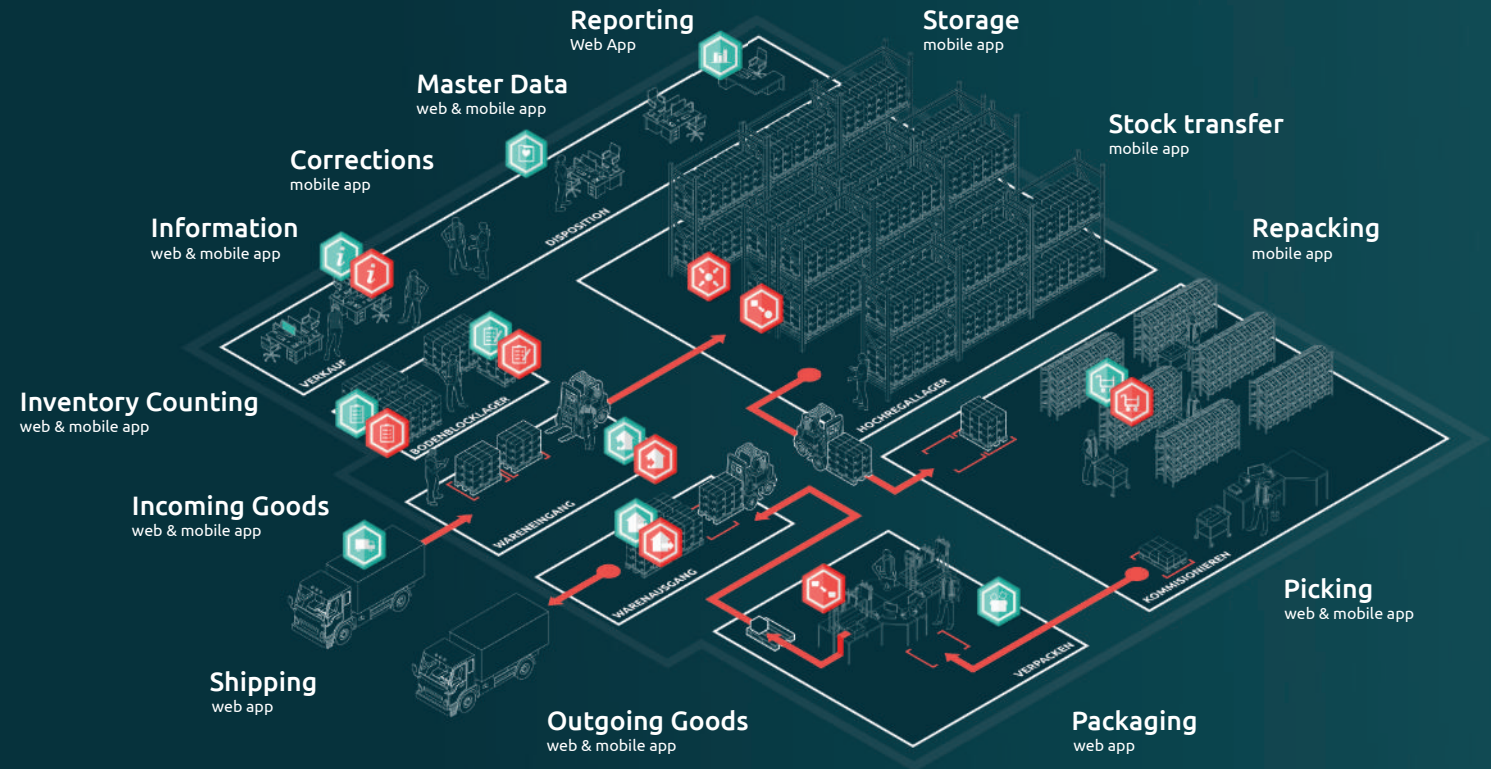 Reporting
Web App
Storage
mobile app
Master Data
web & mobile app
Stock transfer
mobile app
Corrections
mobile app
Information
web & mobile app
Repacking
mobile app
DISPOSITION
VERKAUF
HOCHREGALLAGER
Inventory Counting
web & mobile app
BODENBLOCKLAGER
Incoming Goods
web & mobile app
WARENEINGANG
WARENAUSGANG
KOMMISIONIEREN
Picking
web & mobile app
VERPACKEN
Shipping
web app
Outgoing Goods
web & mobile app
Packaging
web app